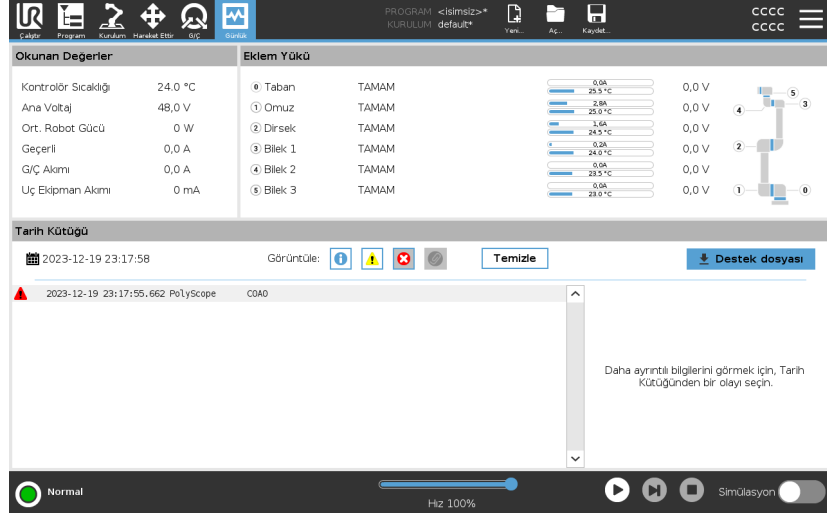 PROGRAM <isimsiz>*
KURULUM default*
CCCC
CCCC
Çalıştır Program Kurulum Hareket Ettir G/Ç Günlük Yeni... Aç... Kaydet...
Okunan Değerler
Kontrolör Sıcaklığı 24.0 °C
Ana Voltaj 48,0 V
Ort. Robot Gücü 0 W
Geçerli 0,0 A
G/Ç Akımı 0,0 A
Uç Ekipman Akımı 0 mA
Eklem Yükü
0 Taban TAMAM 0,0A 25.5 °C 0,0 V
1 Omuz TAMAM 2,8A 25.0 °C 0,0 V
2 Dirsek TAMAM 1,6A 24.5 °C 0,0 V
3 Bilek 1 TAMAM 0,2A 24.0 °C 0,0 V
4 Bilek 2 TAMAM 0,0A 23.5 °C 0,0 V
5 Bilek 3 TAMAM 0,0A 23.0 °C 0,0 V
5
4 3
2
1 0
Tarih Kütüğü
2023-12-19 23:17:58 Görüntüle: Temizle Destek dosyası
2023-12-19 23:17:55.662 PolyScope C0A0
Daha ayrıntılı bilgilerini görmek için, Tarih
Kütüğünden bir olayı seçin.
Normal
Hız 100%
Simülasyon